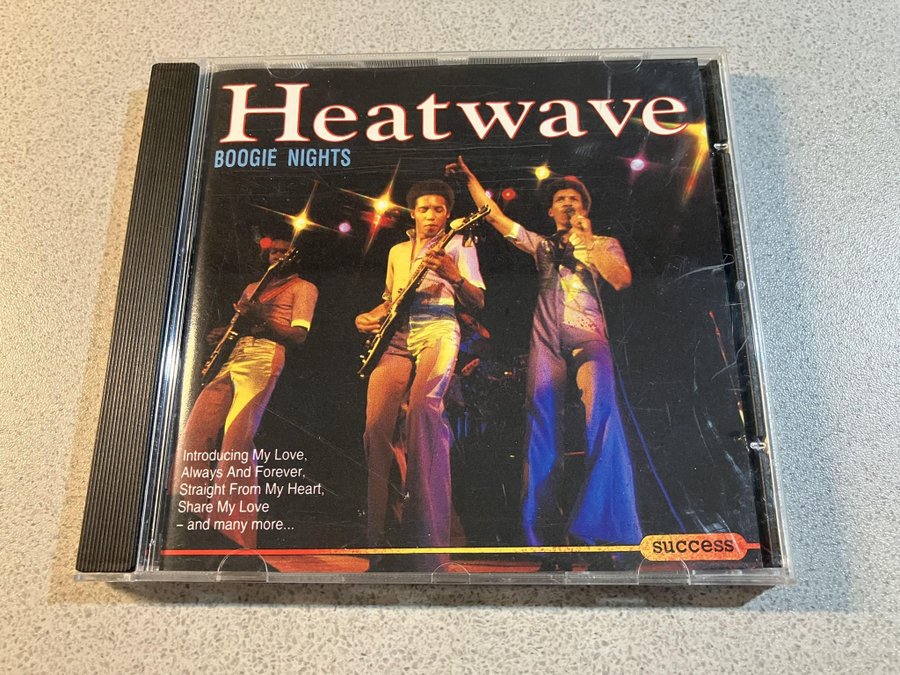 Heatwave
BOOGIE NIGHTS
Introducing My Love,
Always And Forever,
Straight From My Heart,
Share My Love
– and many more...
success